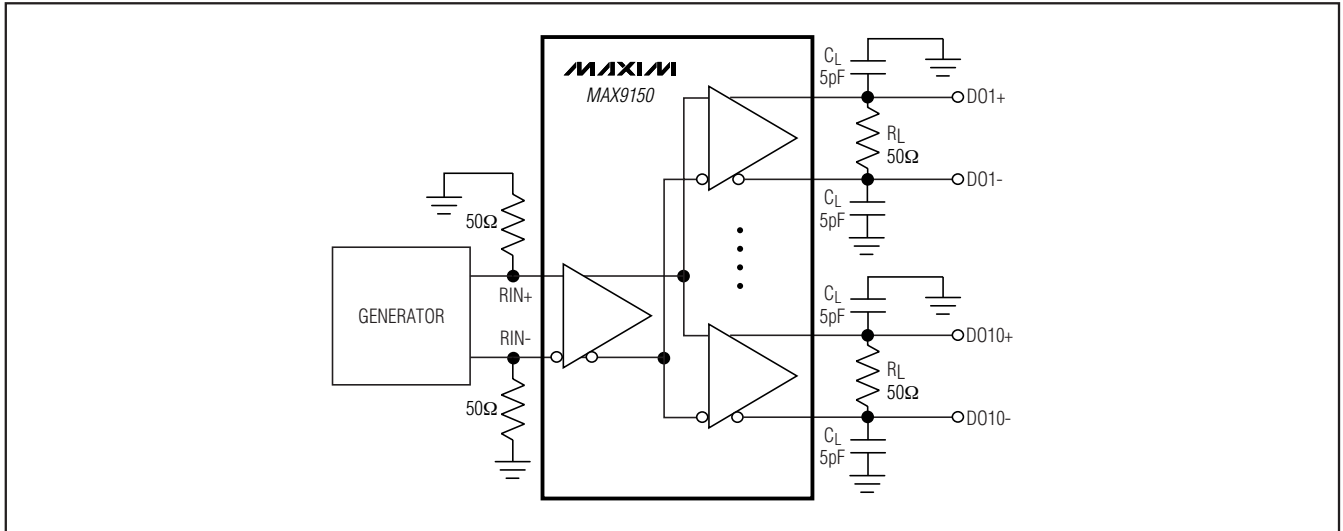 MAXIM
MAX9150
CL
5pF
DO1+
RL
50Ω
DO1-
CL
5pF
50Ω
GENERATOR
RIN+
RIN-
50Ω
CL
5pF
DO10+
RL
50Ω
DO10-
CL
5pF